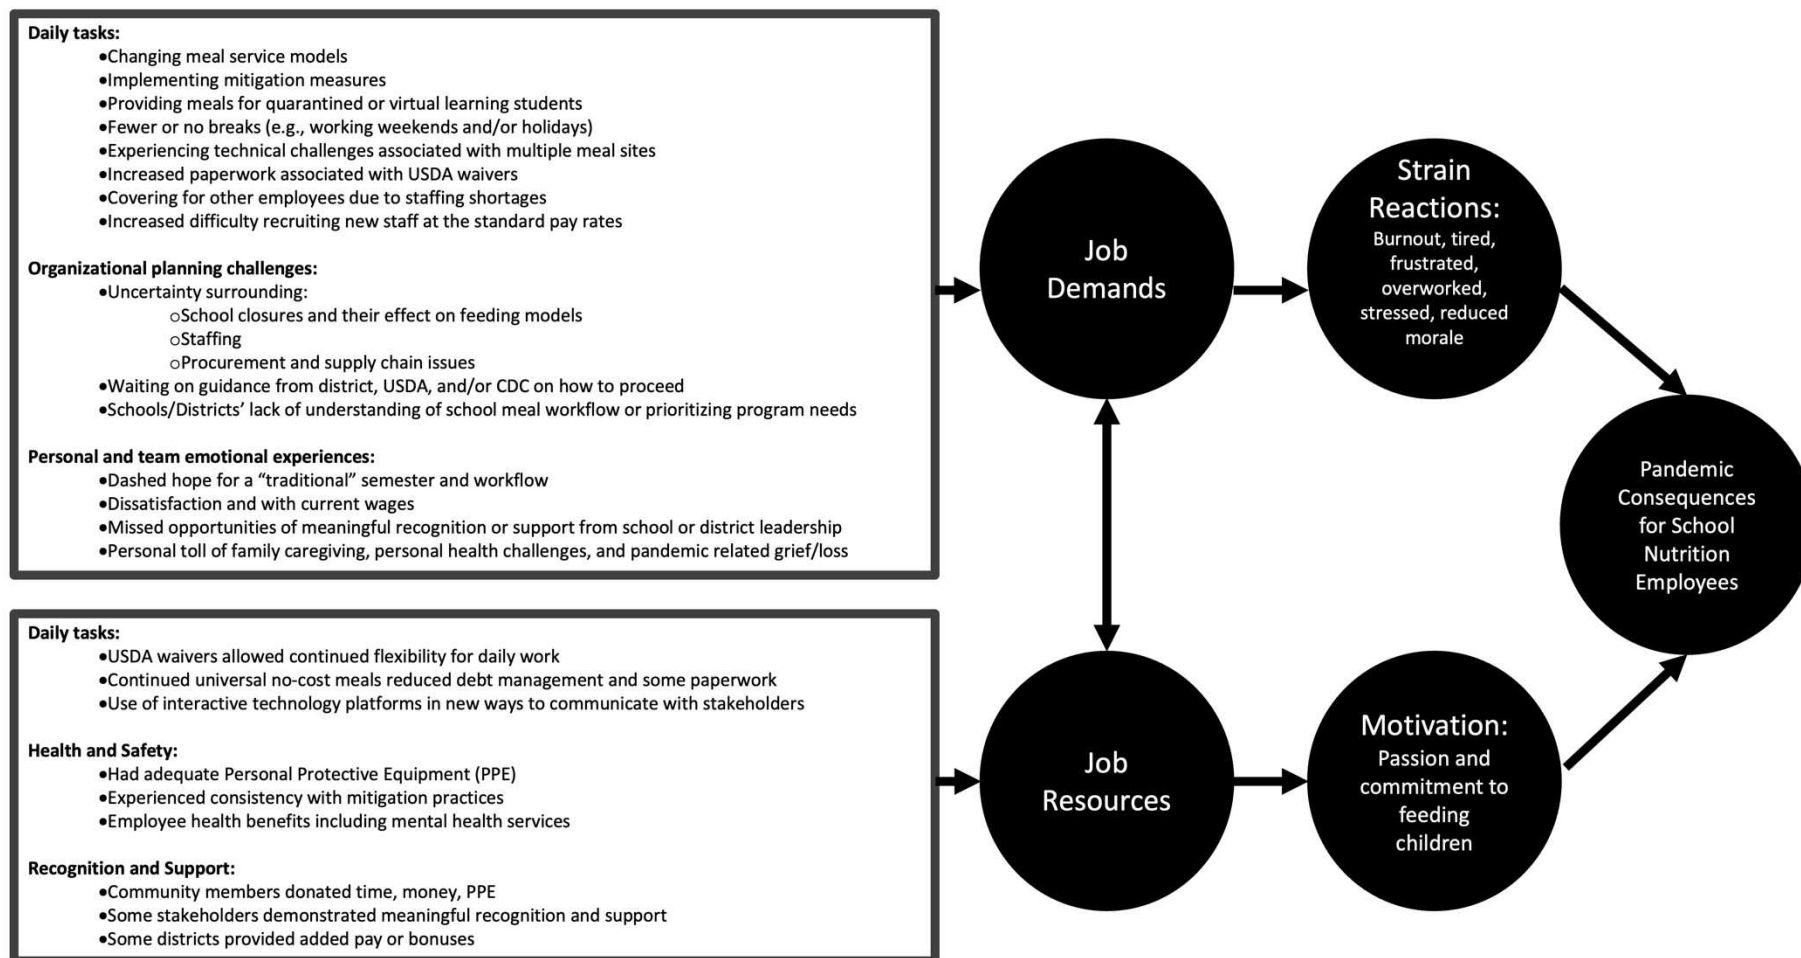 Daily tasks:
•Changing meal service models
•Implementing mitigation measures
•Providing meals for quarantined or virtual learning students
•Fewer or no breaks (e.g., working weekends and/or holidays)
•Experiencing technical challenges associated with multiple meal sites
•Increased paperwork associated with USDA waivers
•Covering for other employees due to staffing shortages
•Increased difficulty recruiting new staff at the standard pay rates
Organizational planning challenges:
•Uncertainty surrounding:
oSchool closures and their effect on feeding models
oStaffing
oProcurement and supply chain issues
•Waiting on guidance from district, USDA, and/or CDC on how to proceed
•Schools/Districts’ lack of understanding of school meal workflow or prioritizing program needs
Personal and team emotional experiences:
•Dashed hope for a “traditional” semester and workflow
•Dissatisfaction and with current wages
•Missed opportunities of meaningful recognition or support from school or district leadership
•Personal toll of family caregiving, personal health challenges, and pandemic related grief/loss
Daily tasks:
•USDA waivers allowed continued flexibility for daily work
•Continued universal no-cost meals reduced debt management and some paperwork
•Use of interactive technology platforms in new ways to communicate with stakeholders
Health and Safety:
•Had adequate Personal Protective Equipment (PPE)
•Experienced consistency with mitigation practices
•Employee health benefits including mental health services
Recognition and Support:
•Community members donated time, money, PPE
•Some stakeholders demonstrated meaningful recognition and support
•Some districts provided added pay or bonuses
Job
Demands
Strain
Reactions:
Burnout, tired,
frustrated,
overworked,
stressed, reduced
morale
Job
Resources
Motivation:
Passion and
commitment to
feeding
children
Pandemic
Consequences
for School
Nutrition
Employees